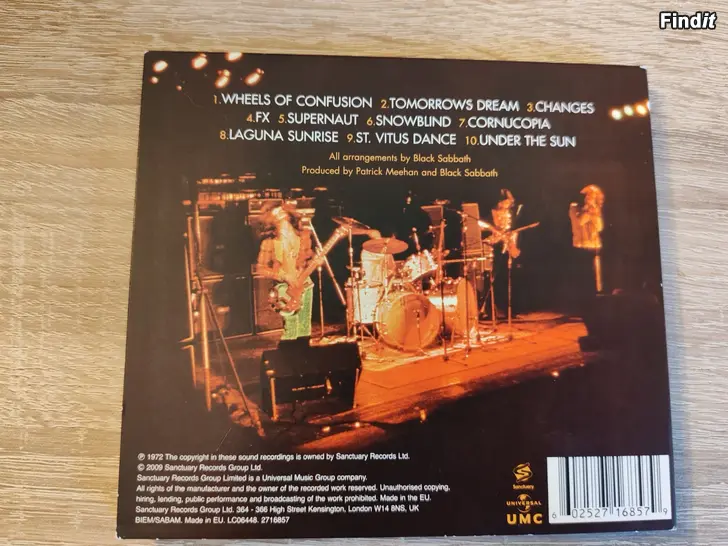 Findit
1.WHEELS OF CONFUSION 2.TOMORROWS DREAM 3.CHANGES
4.FX 5.SUPERNAUT 6.SNOWBLIND 7.CORNUCOPIA
8.LAGUNA SUNRISE 9.ST. VITUS DANCE 10.UNDER THE SUN
All arrangements by Black Sabbath
Produced by Patrick Meehan and Black Sabbath
℗ 1972 The copyright in these sound recordings is owned by Sanctuary Records Ltd.
© 2009 Sanctuary Records Group Ltd.
Sanctuary Records Group Limited is a Universal Music Group company.
All rights of the manufacturer and the owner of the recorded work reserved. Unauthorised copying,
hiring, lending, public performance and broadcasting of the work prohibited. Made in the EU.
Sanctuary Records Group Ltd. 364 - 366 High Street Kensington, London W14 8NS, UK
BIEM/SABAM. Made in EU. LC06448. 2716857
Sanctuary
UNIVERSAL
UMC
6 02527 16857 9